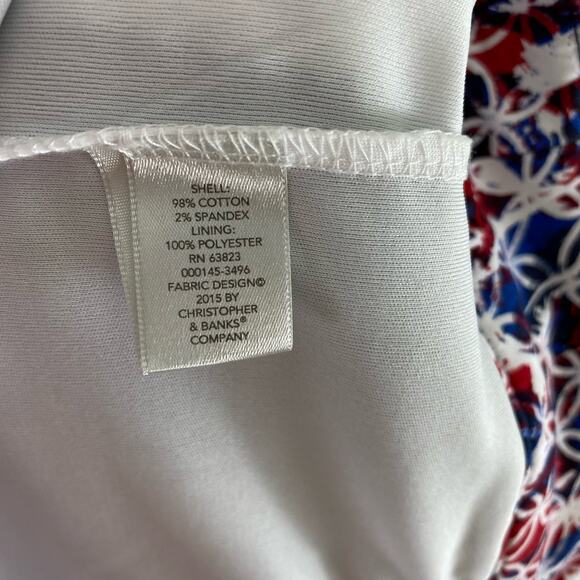 SHELL:
98% COTTON
2% SPANDEX
LINING:
100% POLYESTER
RN 63823
000145-3496
FABRIC DESIGN©
2015 BY
CHRISTOPHER
& BANKS®
COMPANY